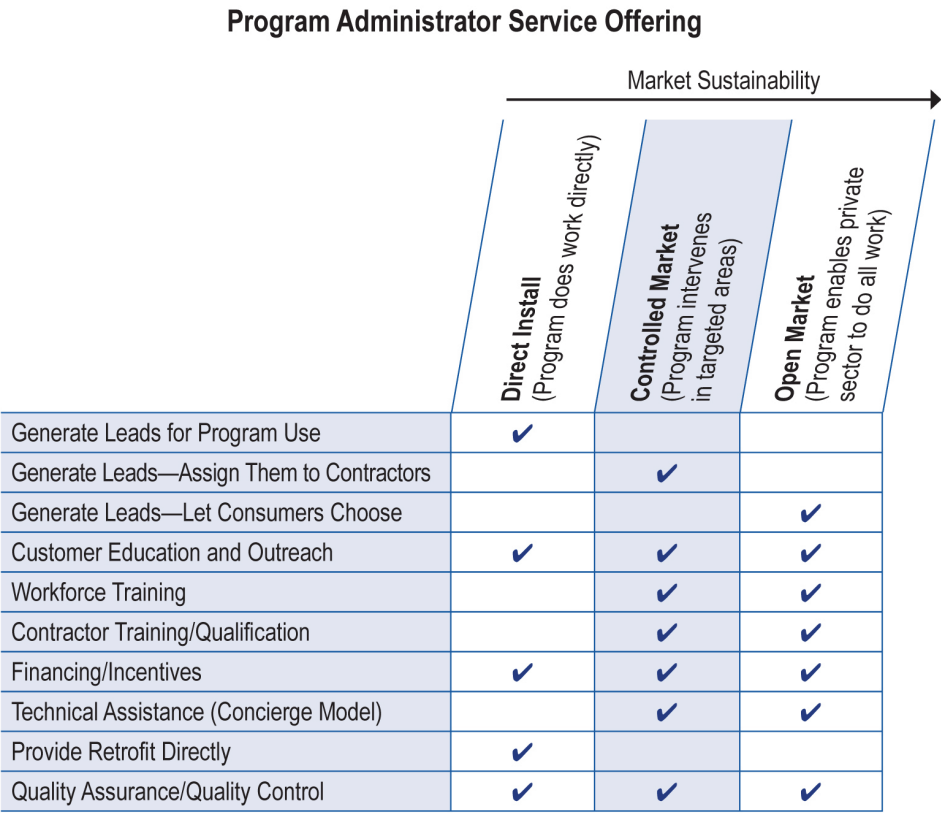 Program Administrator Service Offering
Market Sustainability
Direct Install
(Program does work directly)
Controlled Market
(Program intervenes
in targeted areas)
Open Market
(Program enables private
sector to do all work)
Generate Leads for Program Use ✔
Generate Leads—Assign Them to Contractors ✔
Generate Leads—Let Consumers Choose ✔
Customer Education and Outreach ✔ ✔ ✔
Workforce Training ✔ ✔
Contractor Training/Qualification ✔ ✔
Financing/Incentives ✔ ✔ ✔
Technical Assistance (Concierge Model) ✔ ✔
Provide Retrofit Directly ✔
Quality Assurance/Quality Control ✔ ✔ ✔